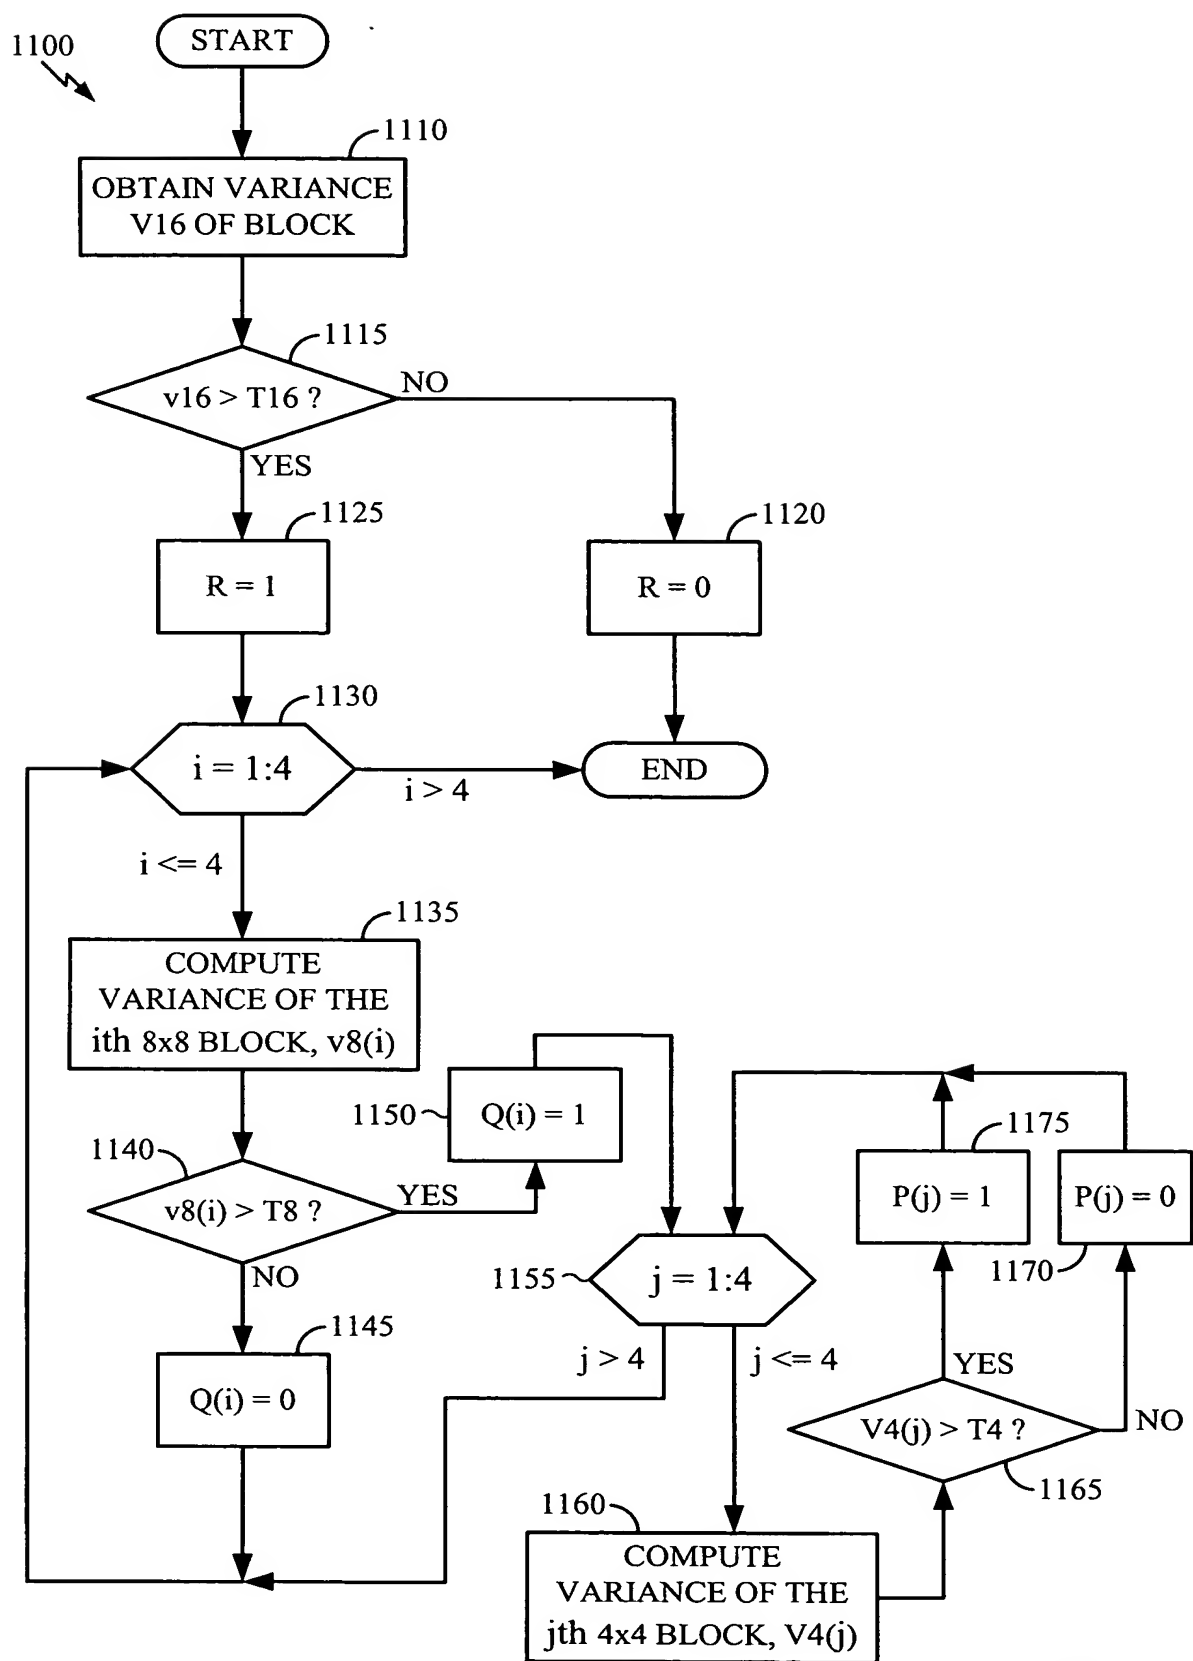 1100
START
1110
OBTAIN VARIANCE
V16 OF BLOCK
1115
v16 > T16 ?
NO
YES
1125
R = 1
1120
R = 0
1130
i = 1:4
i > 4
END
i <= 4
1135
COMPUTE
VARIANCE OF THE
ith 8x8 BLOCK, v8(i)
1140
v8(i) > T8 ?
YES
NO
1150
Q(i) = 1
1145
Q(i) = 0
1155
j = 1:4
j > 4
j <= 4
1160
COMPUTE
VARIANCE OF THE
jth 4x4 BLOCK, V4(j)
1165
V4(j) > T4 ?
YES
NO
1175
P(j) = 1
1170
P(j) = 0